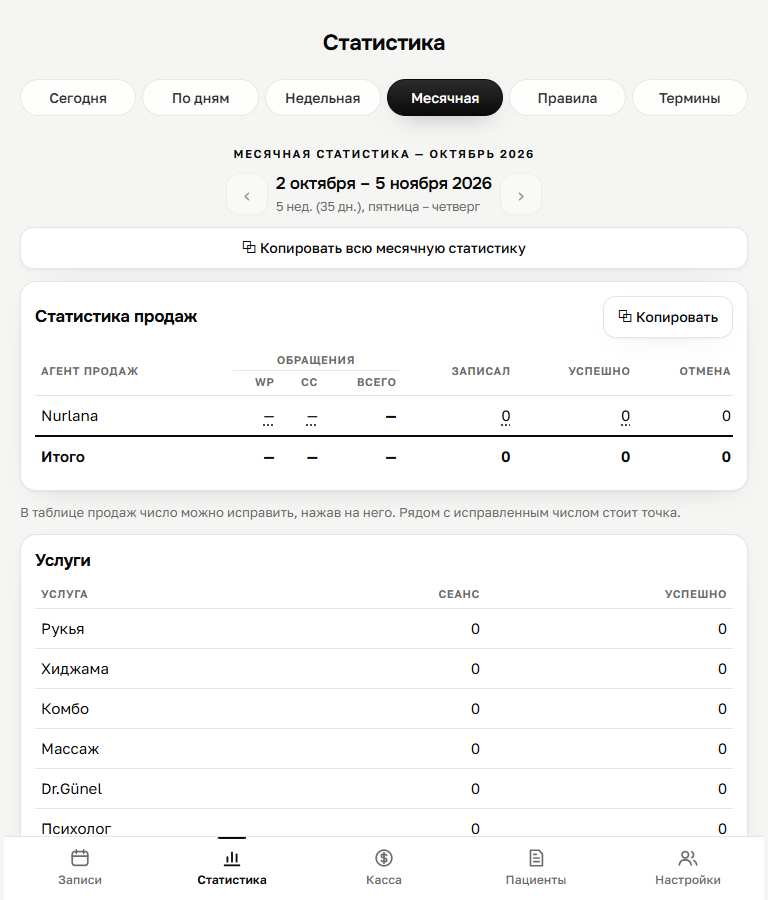 Статистика
Сегодня По дням Недельная Месячная Правила Термины
МЕСЯЧНАЯ СТАТИСТИКА — ОКТЯБРЬ 2026
‹ 2 октября – 5 ноября 2026 ›
5 нед. (35 дн.), пятница – четверг
Копировать всю месячную статистику
Статистика продаж Копировать
АГЕНТ ПРОДАЖ ОБРАЩЕНИЯ ЗАПИСАЛ УСПЕШНО ОТМЕНА
WP CC ВСЕГО
Nurlana — — — 0 0 0
Итого — — — 0 0 0
В таблице продаж число можно исправить, нажав на него. Рядом с исправленным числом стоит точка.
Услуги
УСЛУГА СЕАНС УСПЕШНО
Рукья 0 0
Хиджама 0 0
Комбо 0 0
Массаж 0 0
Dr.Günel 0 0
Психолог 0 0
Записи Статистика Касса Пациенты Настройки